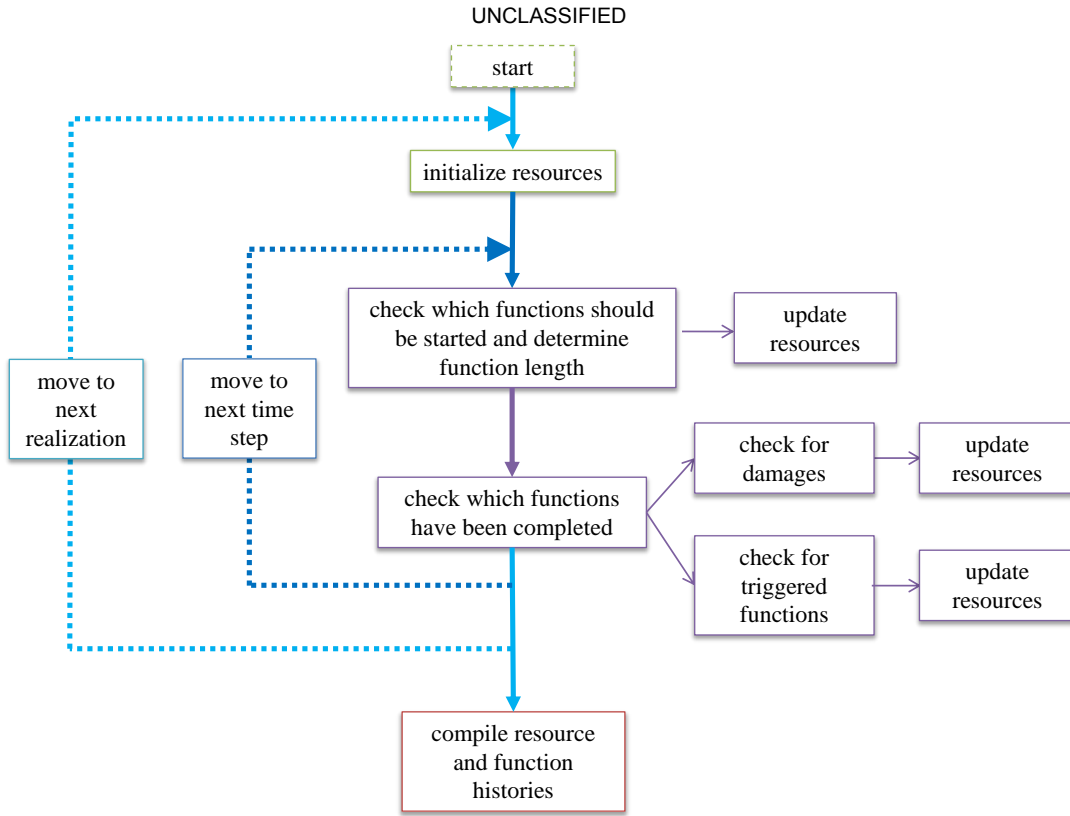 UNCLASSIFIED
start
initialize resources
check which functions should
be started and determine
function length
update
resources
move to
next
realization
move to
next time
step
check for
damages
update
resources
check which functions
have been completed
check for
triggered
functions
update
resources
compile resource
and function
histories